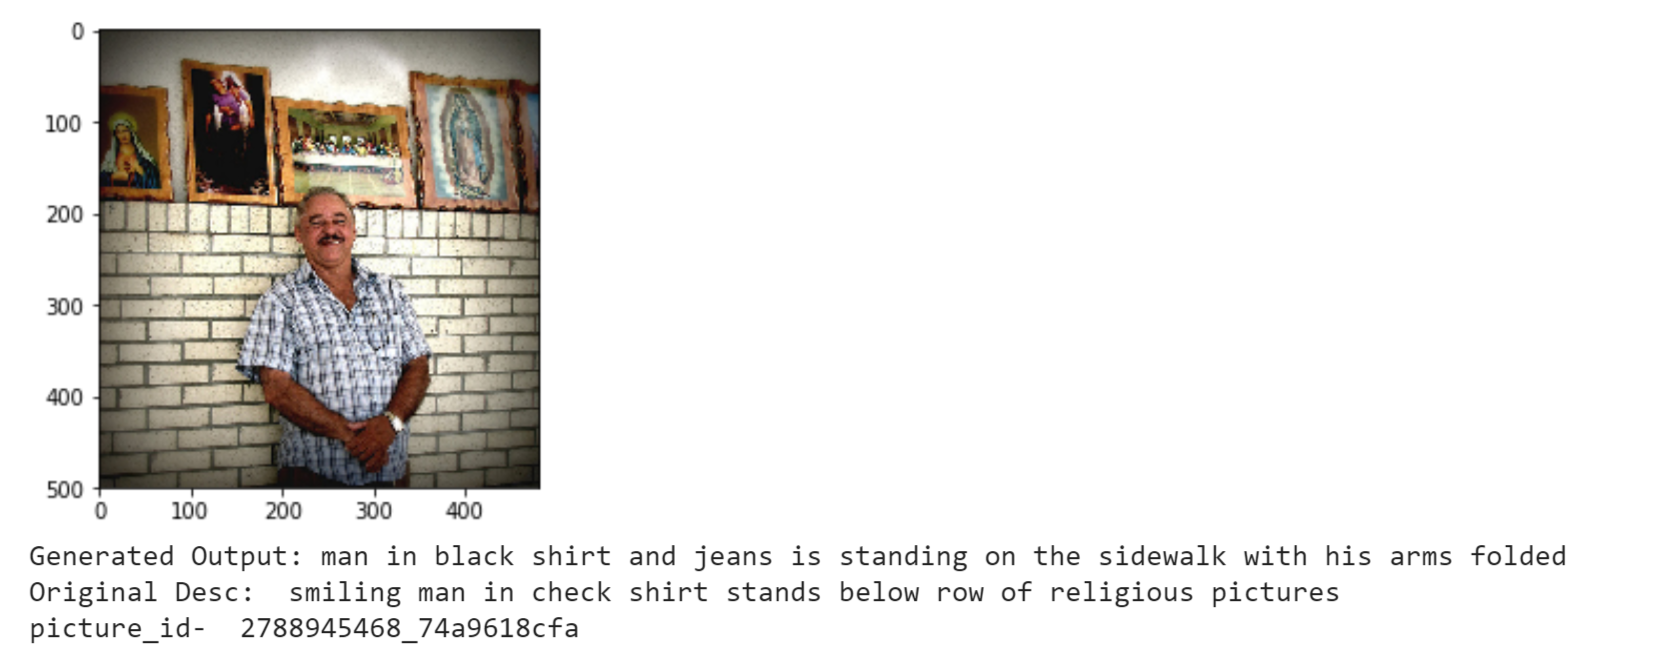 0
100
200
300
400
500
0 100 200 300 400
Generated Output: man in black shirt and jeans is standing on the sidewalk with his arms folded
Original Desc:  smiling man in check shirt stands below row of religious pictures
picture_id-  2788945468_74a9618cfa